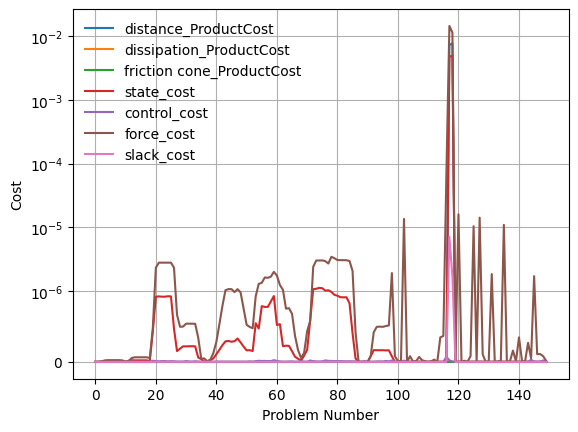 distance_ProductCost
dissipation_ProductCost
friction cone_ProductCost
state_cost
control_cost
force_cost
slack_cost
Cost
10⁻²
10⁻³
10⁻⁴
10⁻⁵
10⁻⁶
0
0 20 40 60 80 100 120 140
Problem Number